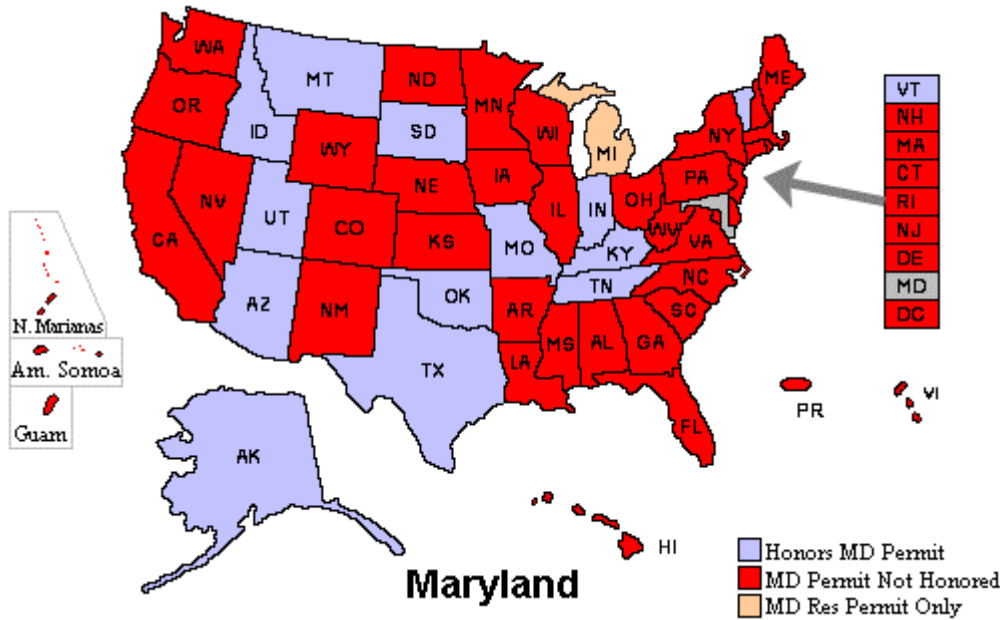 WA
MT
ND
MN
ME
OR
ID
SD
WI
MI
NY
WY
IA
PA
NE
NV
UT
CO
IL
IN
OH
WV
VA
CA
KS
MO
KY
NC
AZ
NM
OK
AR
TN
SC
MS
AL
GA
TX
LA
FL
AK
HI
PR
VI
VT
NH
MA
CT
RI
NJ
DE
MD
DC
N. Marianas
Am. Somoa
Guam
Maryland
Honors MD Permit
MD Permit Not Honored
MD Res Permit Only